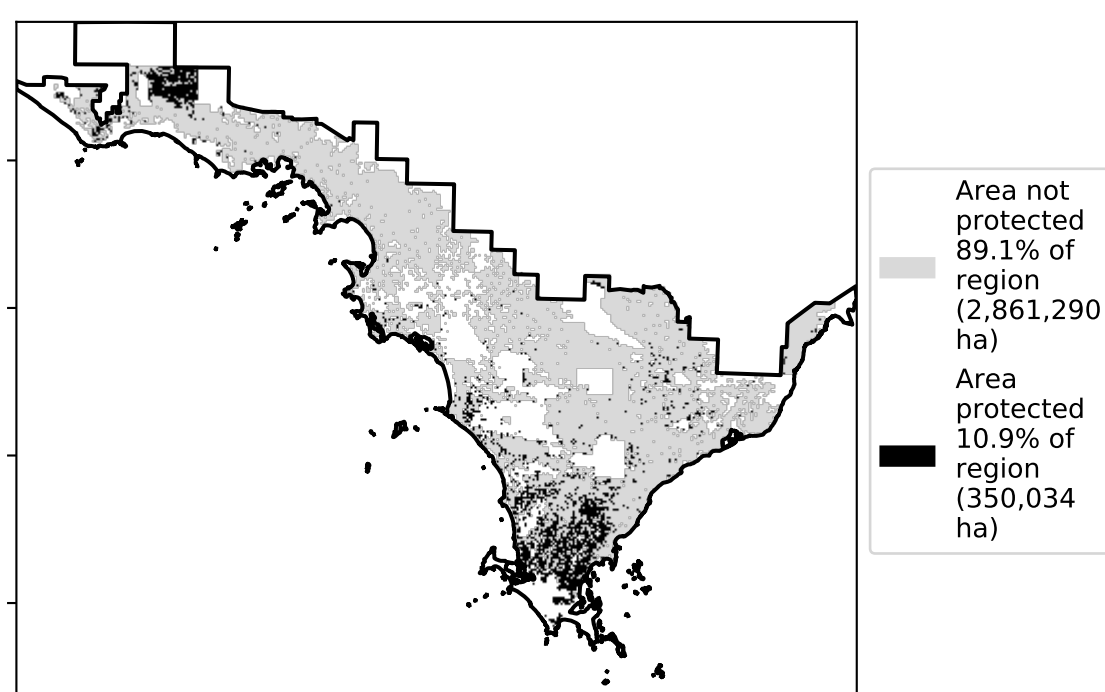 Area not
protected
89.1% of
region
(2,861,290
ha)
Area
protected
10.9% of
region
(350,034
ha)